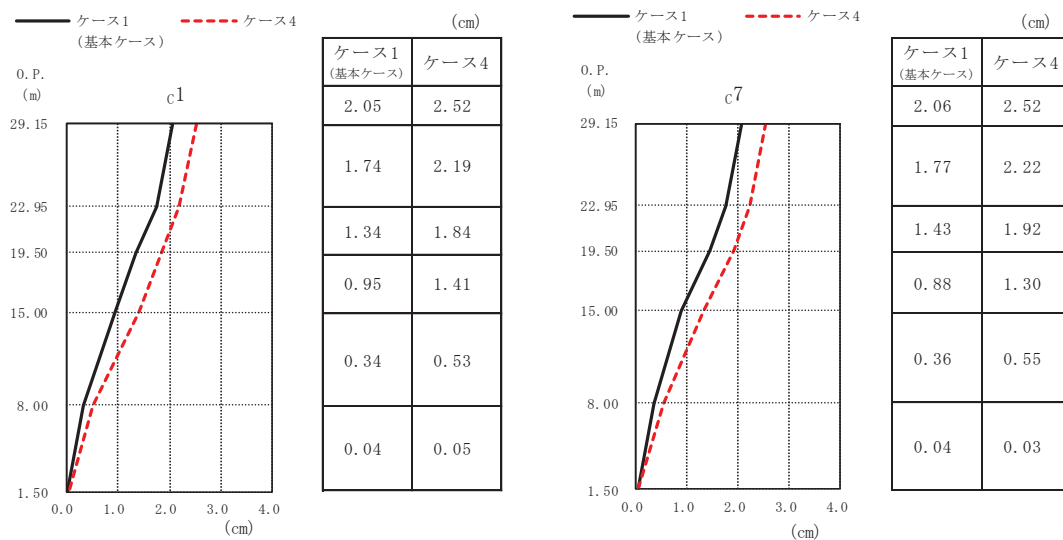 ケース1 ケース4
(基本ケース)
(cm)
O.P.
(m)
C1
29.15
22.95
19.50
15.00
8.00
1.50
0.0 1.0 2.0 3.0 4.0
(cm)
ケース1 ケース4
(基本ケース)
2.05 2.52
1.74 2.19
1.34 1.84
0.95 1.41
0.34 0.53
0.04 0.05
ケース1 ケース4
(基本ケース)
(cm)
O.P.
(m)
C7
29.15
22.95
19.50
15.00
8.00
1.50
0.0 1.0 2.0 3.0 4.0
(cm)
ケース1 ケース4
(基本ケース)
2.06 2.52
1.77 2.22
1.43 1.92
0.88 1.30
0.36 0.55
0.04 0.03